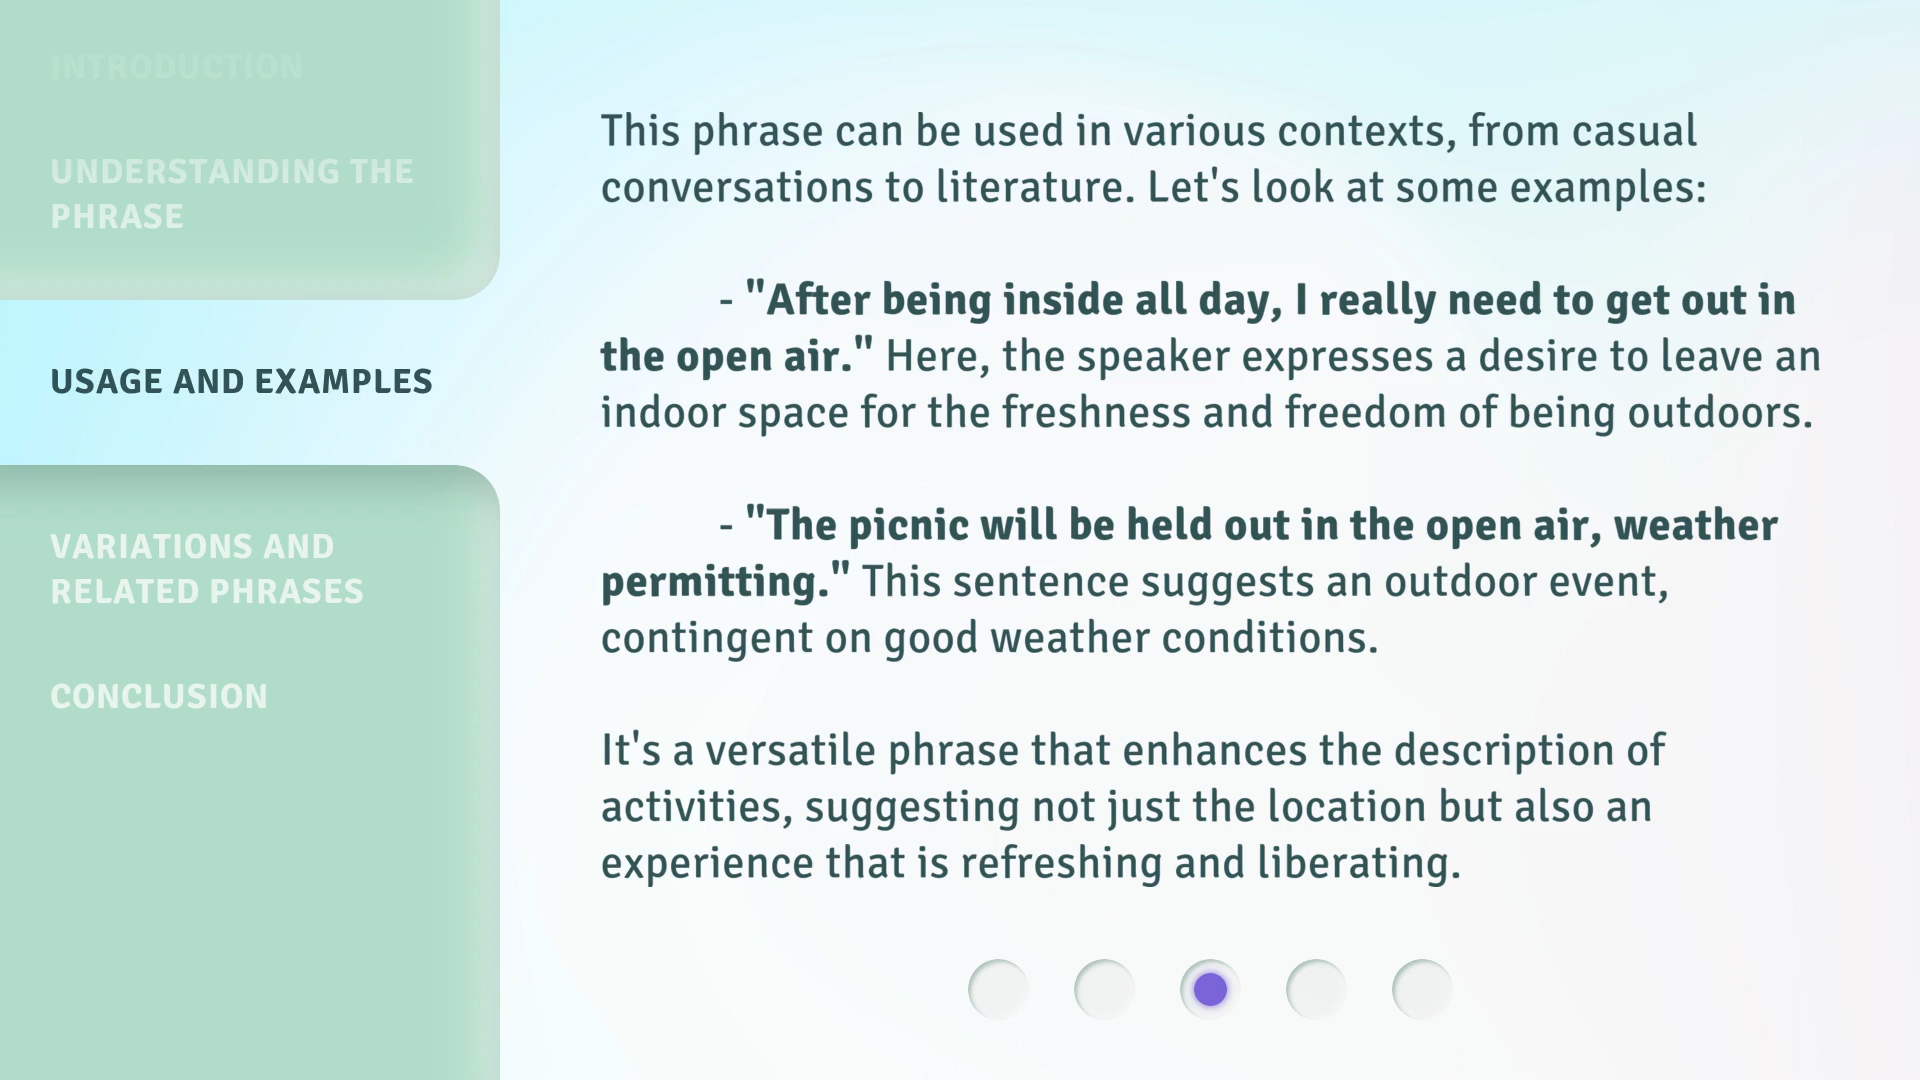 INTRODUCTION
UNDERSTANDING THE
PHRASE
USAGE AND EXAMPLES
VARIATIONS AND
RELATED PHRASES
CONCLUSION
This phrase can be used in various contexts, from casual
conversations to literature. Let's look at some examples:
- "After being inside all day, I really need to get out in
the open air." Here, the speaker expresses a desire to leave an
indoor space for the freshness and freedom of being outdoors.
- "The picnic will be held out in the open air, weather
permitting." This sentence suggests an outdoor event,
contingent on good weather conditions.
It's a versatile phrase that enhances the description of
activities, suggesting not just the location but also an
experience that is refreshing and liberating.